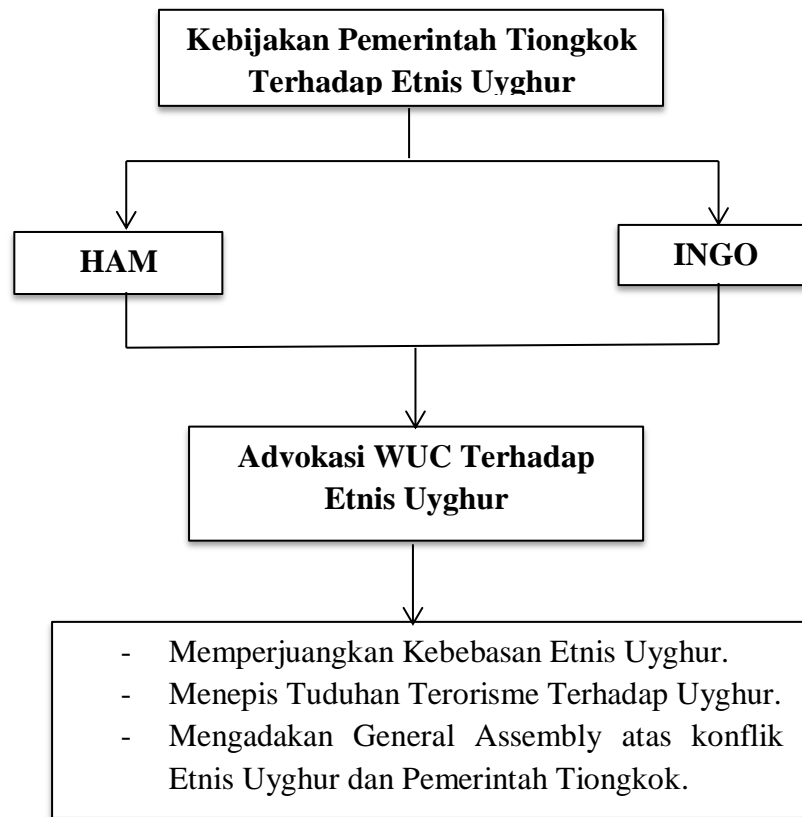 Kebijakan Pemerintah Tiongkok
Terhadap Etnis Uyghur
HAM
INGO
Advokasi WUC Terhadap
Etnis Uyghur
- Memperjuangkan Kebebasan Etnis Uyghur.
- Menepis Tuduhan Terorisme Terhadap Uyghur.
- Mengadakan General Assembly atas konflik
Etnis Uyghur dan Pemerintah Tiongkok.